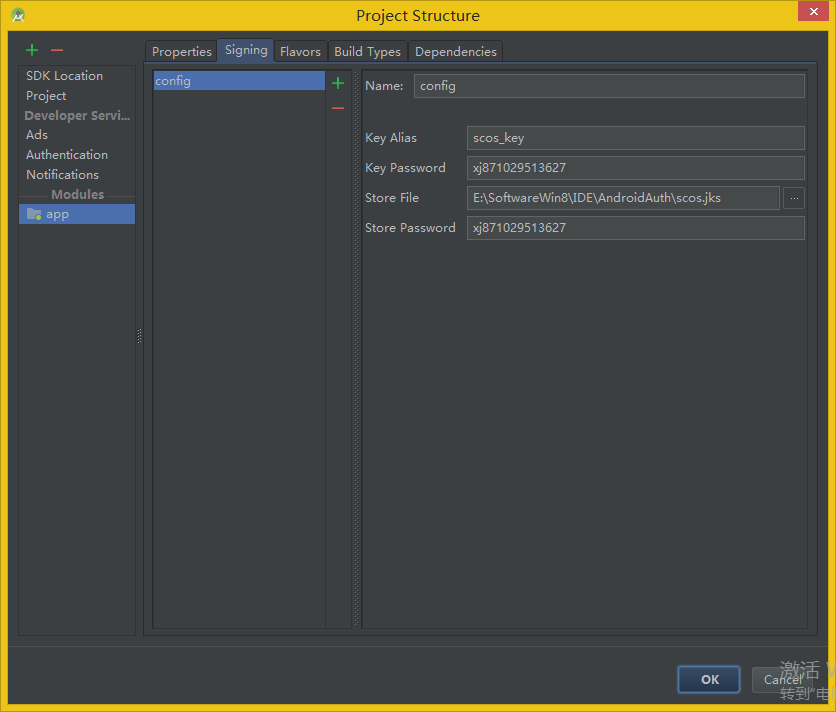 Project Structure
Properties Signing Flavors Build Types Dependencies
SDK Location
Project
Developer Servi...
Ads
Authentication
Notifications
Modules
app
config
Name: config
Key Alias scos_key
Key Password xj871029513627
Store File E:\SoftwareWin8\IDE\AndroidAuth\scos.jks ...
Store Password xj871029513627
OK Cancel
激活
转到"电